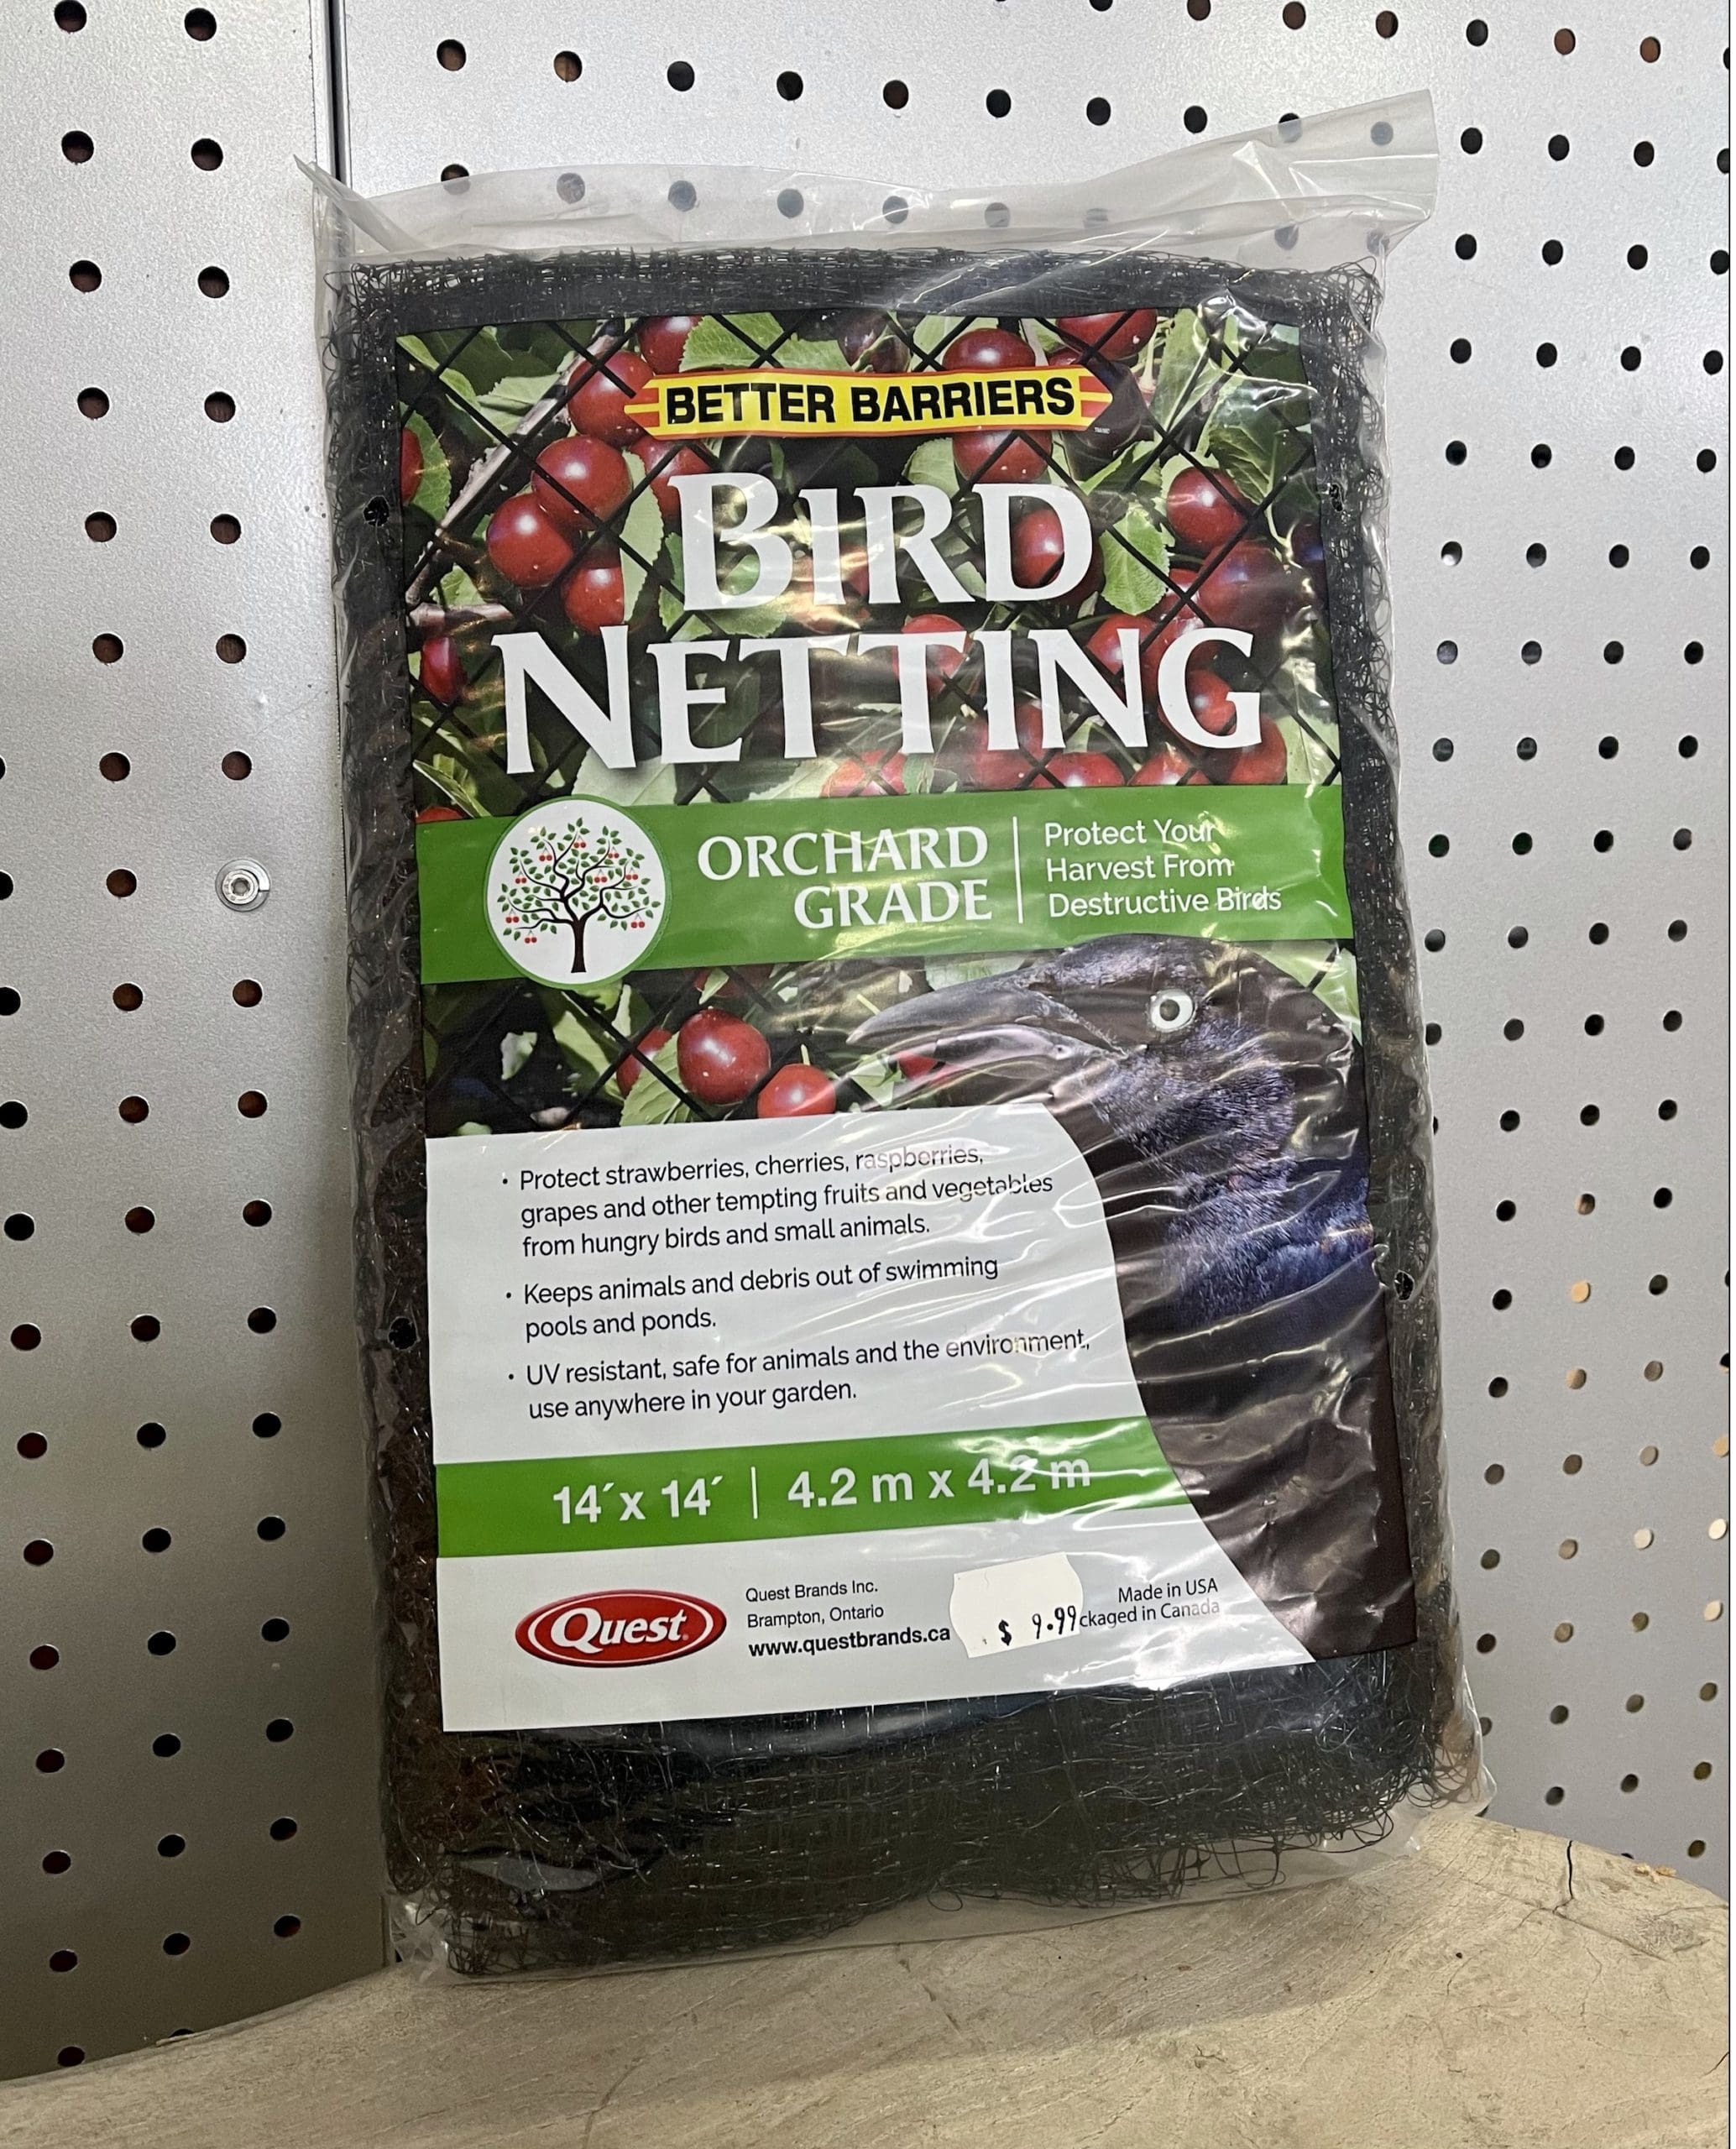 BETTER BARRIERS
BIRD
NETTING
ORCHARD
GRADE
Protect Your
Harvest From
Destructive Birds
· Protect strawberries, cherries, raspberries,
grapes and other tempting fruits and vegetables
from hungry birds and small animals.
· Keeps animals and debris out of swimming
pools and ponds.
· UV resistant, safe for animals and the environment,
use anywhere in your garden.
14´ x 14´ | 4.2 m x 4.2 m
Quest
Quest Brands Inc.
Brampton, Ontario
www.questbrands.ca
$ 9.99
Made in USA
ckaged in Canada